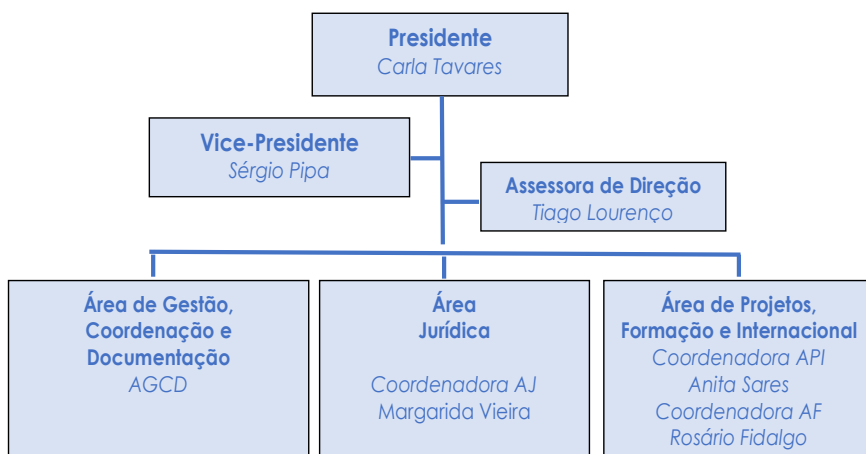 Presidente
Carla Tavares
Vice-Presidente
Sérgio Pipa
Assessora de Direção
Tiago Lourenço
Área de Gestão,
Coordenação e
Documentação
AGCD
Área
Jurídica
Coordenadora AJ
Margarida Vieira
Área de Projetos,
Formação e Internacional
Coordenadora API
Anita Sares
Coordenadora AF
Rosário Fidalgo